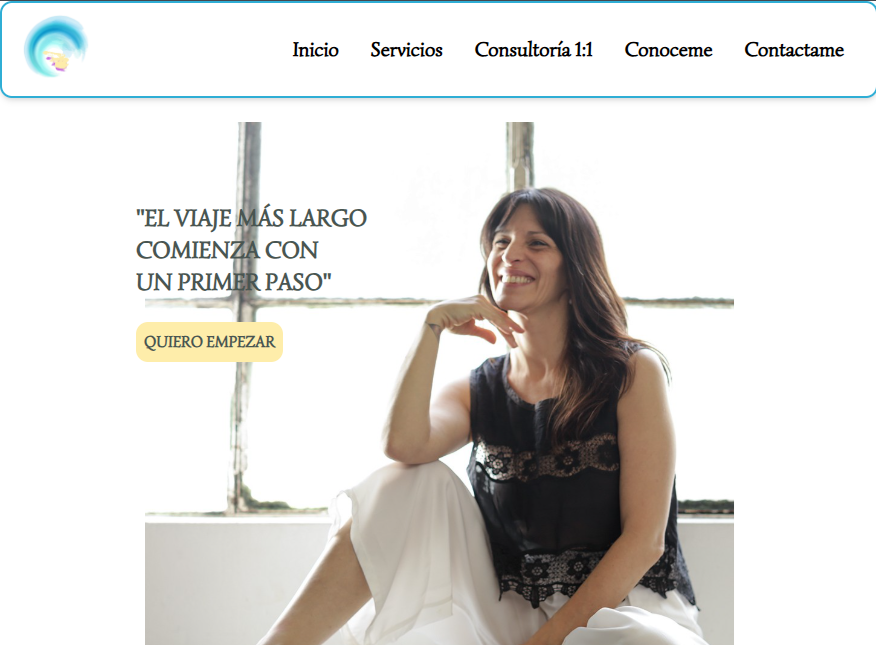 Inicio
Servicios
Consultoría 1:1
Conoceme
Contactame
"EL VIAJE MÁS LARGO
COMIENZA CON
UN PRIMER PASO"
QUIERO EMPEZAR